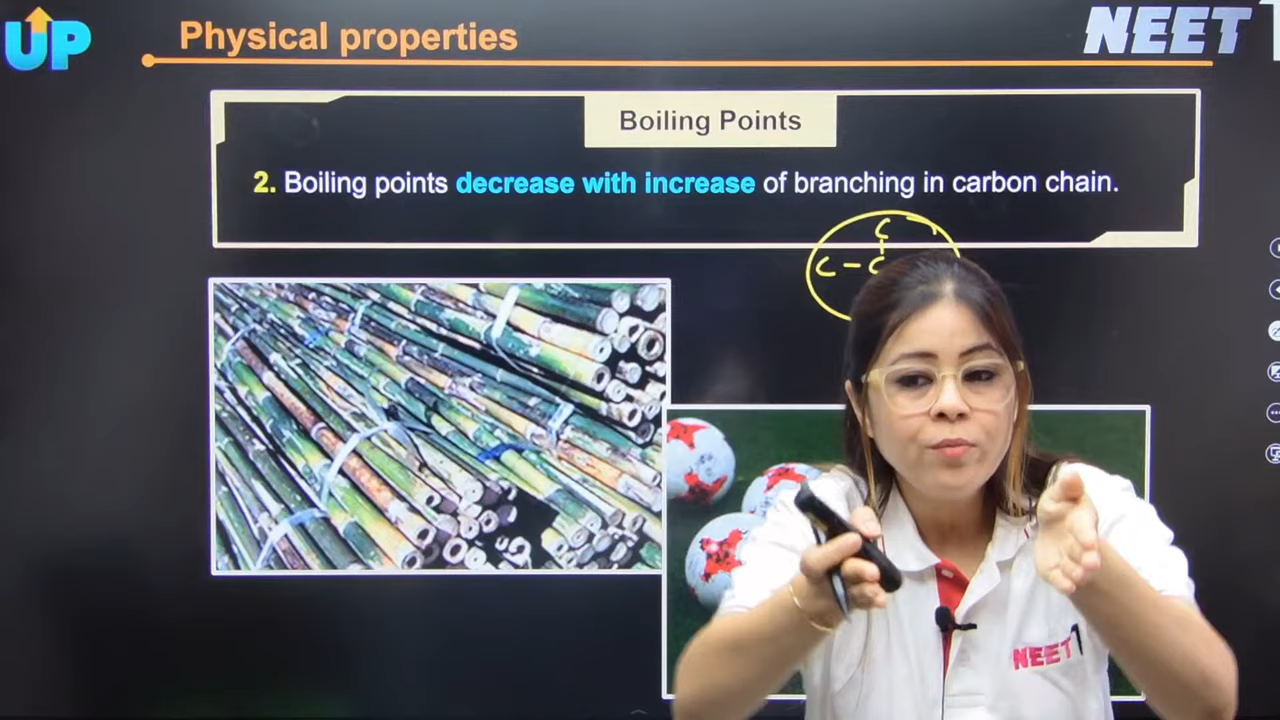 UP
Physical properties
NEET
Boiling Points
2. Boiling points decrease with increase of branching in carbon chain.
C
C – C
NEET